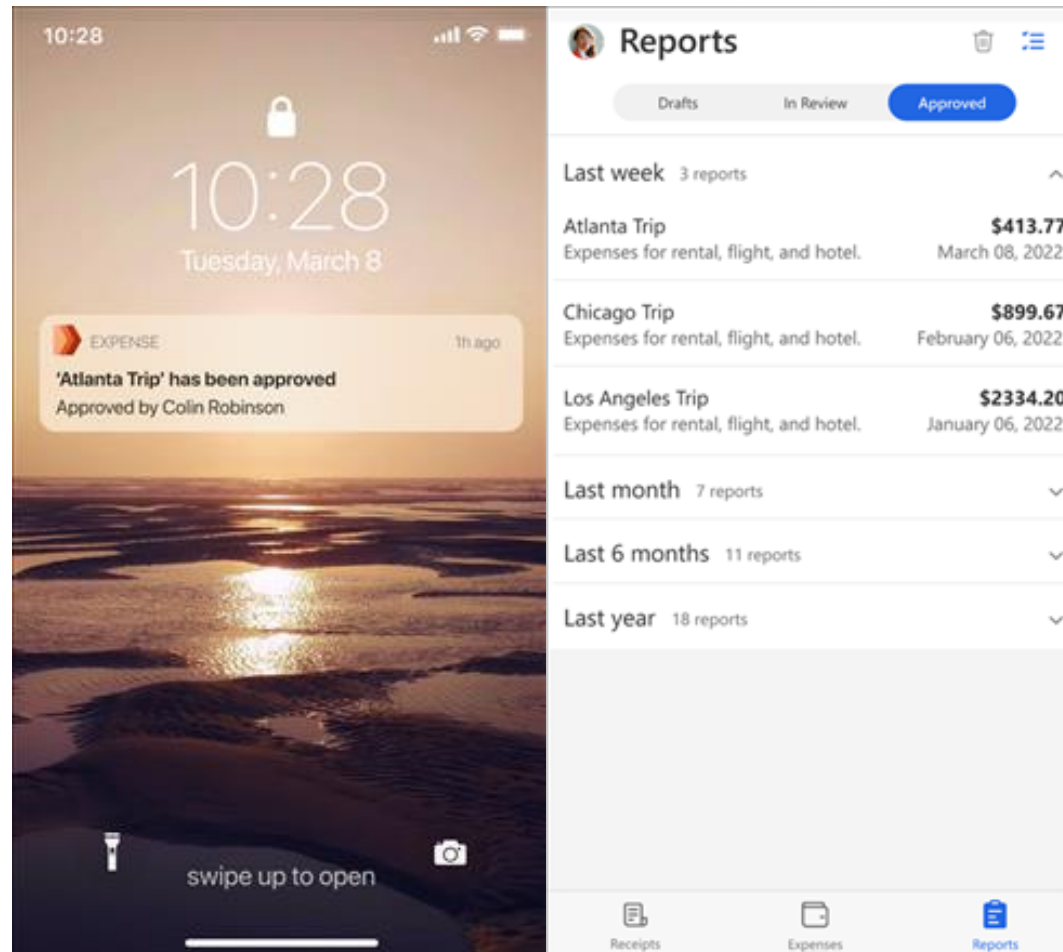 10:28
10:28
Tuesday, March 8
EXPENSE 1h ago
'Atlanta Trip' has been approved
Approved by Colin Robinson
swipe up to open
Reports
Drafts In Review Approved
Last week 3 reports
Atlanta Trip $413.77
Expenses for rental, flight, and hotel. March 08, 2022
Chicago Trip $899.67
Expenses for rental, flight, and hotel. February 06, 2022
Los Angeles Trip $2334.20
Expenses for rental, flight, and hotel. January 06, 2022
Last month 7 reports
Last 6 months 11 reports
Last year 18 reports
Receipts Expenses Reports